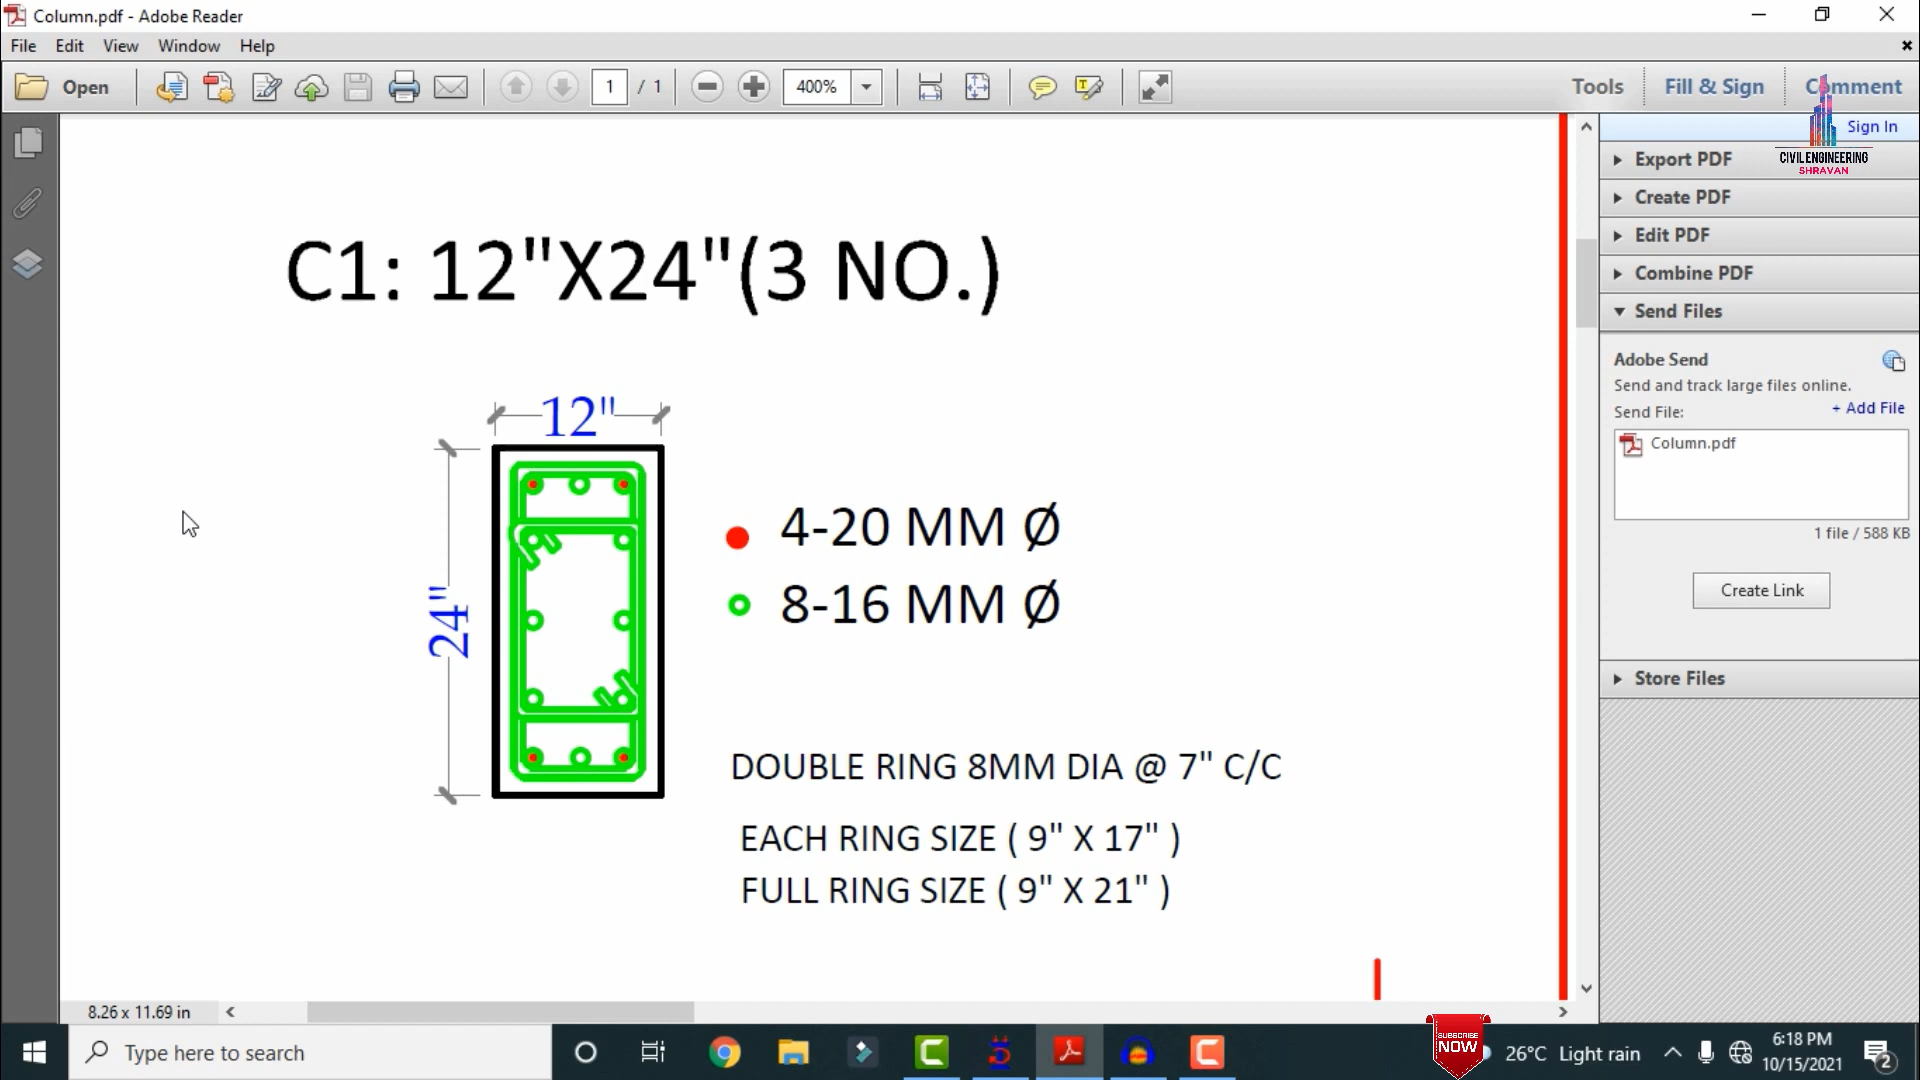 Column.pdf - Adobe Reader
File Edit View Window Help
Open 1 / 1 400% Tools Fill & Sign Comment
Sign In
CIVILENGINEERING
SHRAVAN
Export PDF
Create PDF
Edit PDF
Combine PDF
Send Files
Adobe Send
Send and track large files online.
Send File: + Add File
Column.pdf
1 file / 588 KB
Create Link
Store Files
C1: 12"X24"(3 NO.)
12"
24"
4-20 MM Ø
8-16 MM Ø
DOUBLE RING 8MM DIA @ 7" C/C
EACH RING SIZE ( 9" X 17" )
FULL RING SIZE ( 9" X 21" )
8.26 x 11.69 in
Type here to search
SUBSCRIBE
NOW
26°C Light rain
6:18 PM
10/15/2021
2